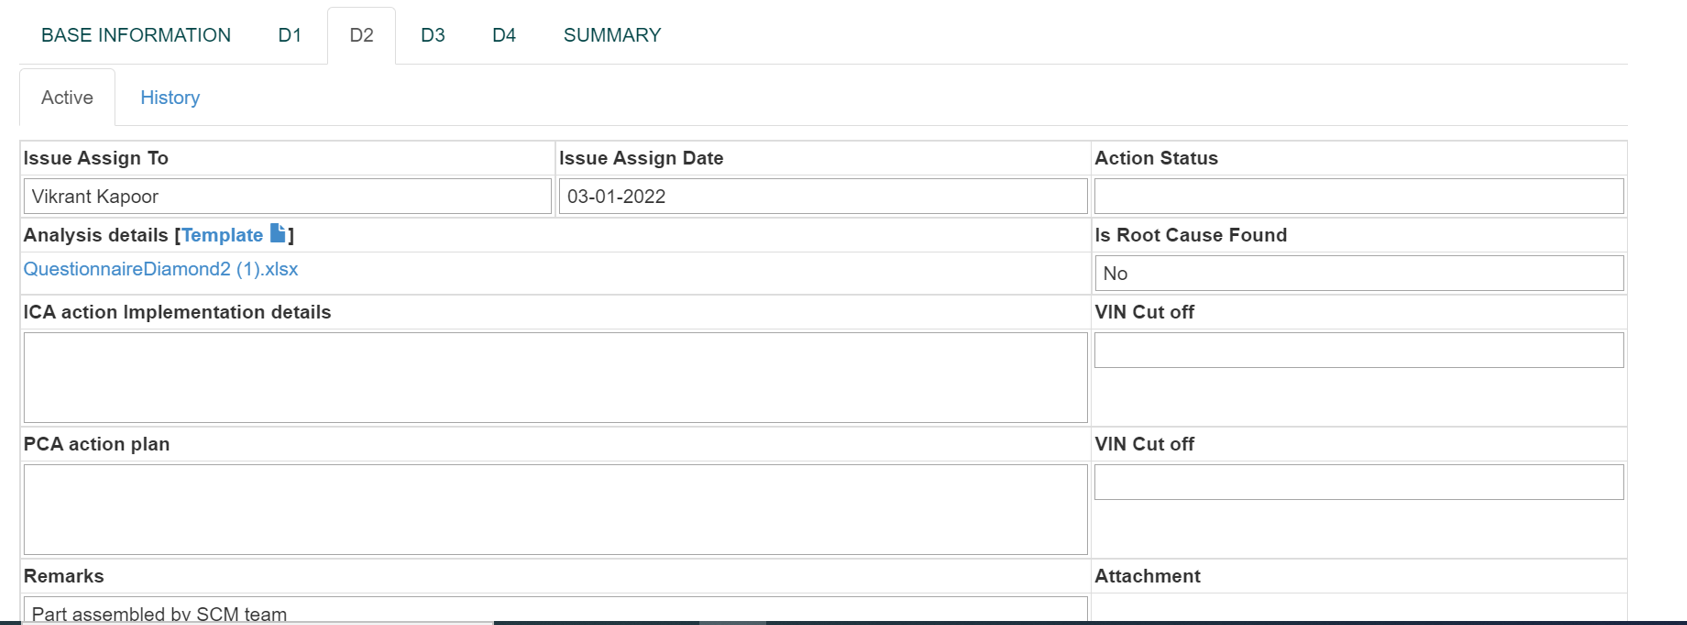 BASE INFORMATION D1 D2 D3 D4 SUMMARY
Active History
Issue Assign To Issue Assign Date Action Status
Vikrant Kapoor 03-01-2022
Analysis details [Template ] Is Root Cause Found
QuestionnaireDiamond2 (1).xlsx
No
ICA action Implementation details VIN Cut off
PCA action plan VIN Cut off
Remarks Attachment
Part assembled by SCM team